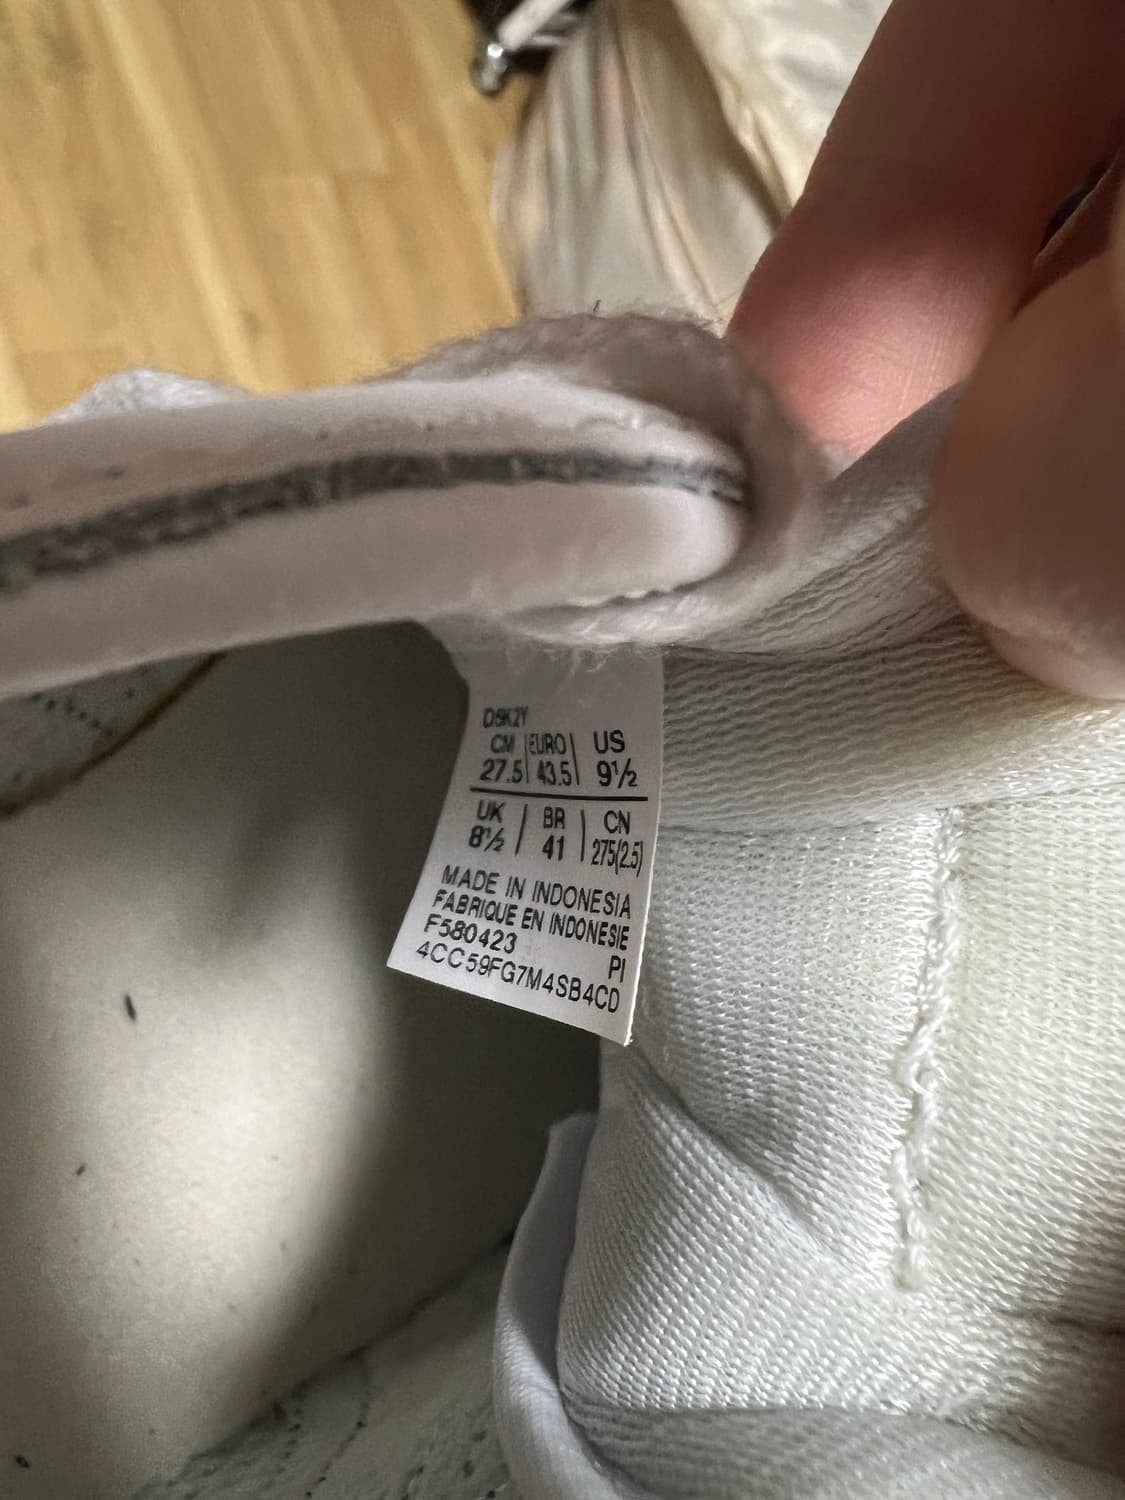 D5K2Y
CM | EURO | US
27.5 | 43.5 | 9½
UK | BR | CN
8½ | 41 | 275(2.5)
MADE IN INDONESIA
FABRIQUE EN INDONESIE
F580423 PI
4CC59FG7M4SB4CD